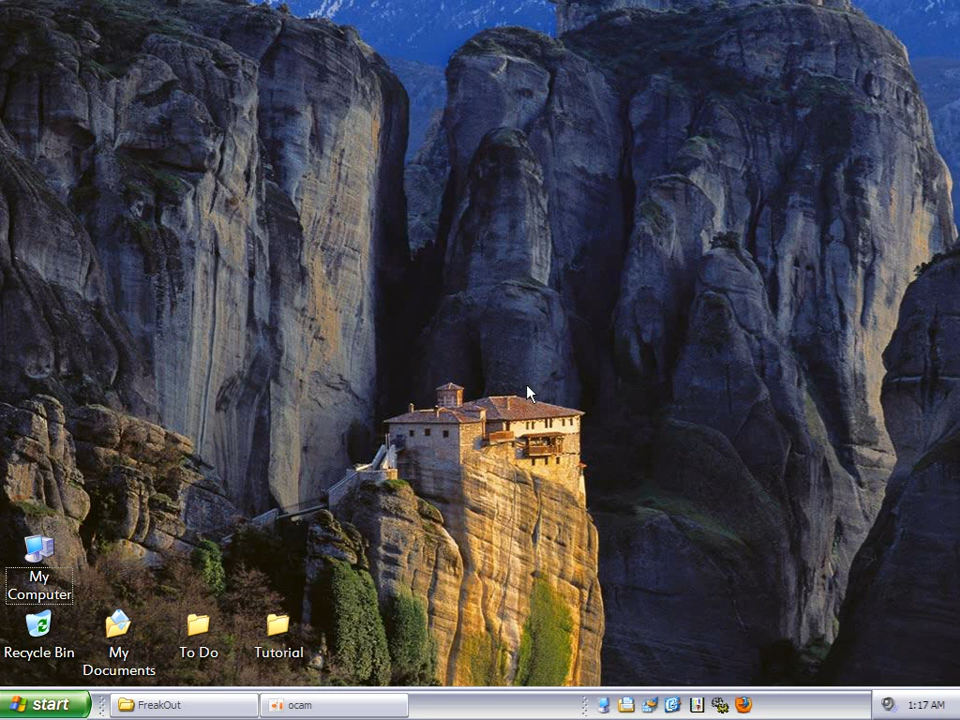 My
Computer
Recycle Bin
My
Documents
To Do
Tutorial
start
FreakOut
ocam
1:17 AM